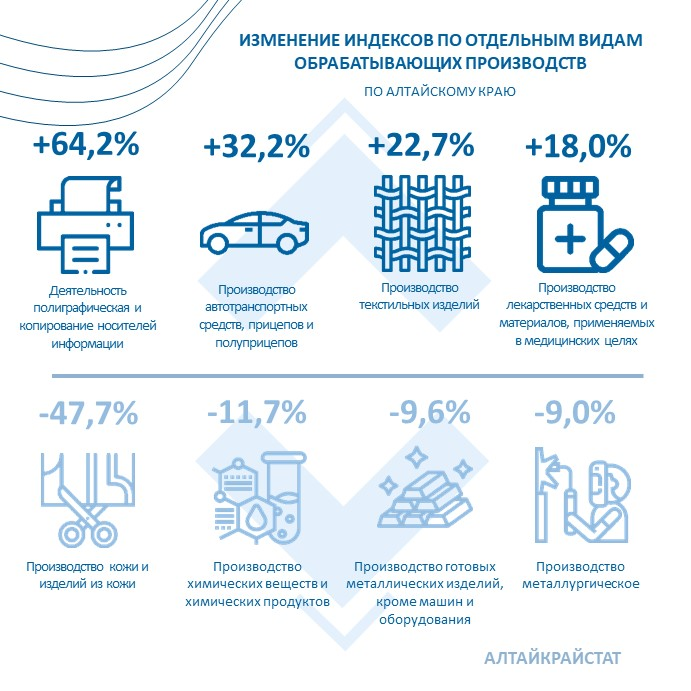 ИЗМЕНЕНИЕ ИНДЕКСОВ ПО ОТДЕЛЬНЫМ ВИДАМ
ОБРАБАТЫВАЮЩИХ ПРОИЗВОДСТВ
ПО АЛТАЙСКОМУ КРАЮ
+64,2%
Деятельность
полиграфическая и
копирование носителей
информации
+32,2%
Производство
автотранспортных
средств, прицепов и
полуприцепов
+22,7%
Производство
текстильных изделий
+18,0%
Производство
лекарственных средств и
материалов, применяемых
в медицинских целях
-47,7%
Производство кожи и
изделий из кожи
-11,7%
Производство
химических веществ и
химических продуктов
-9,6%
Производство готовых
металлических изделий,
кроме машин и
оборудования
-9,0%
Производство
металлургическое
АЛТАЙКРАЙСТАТ